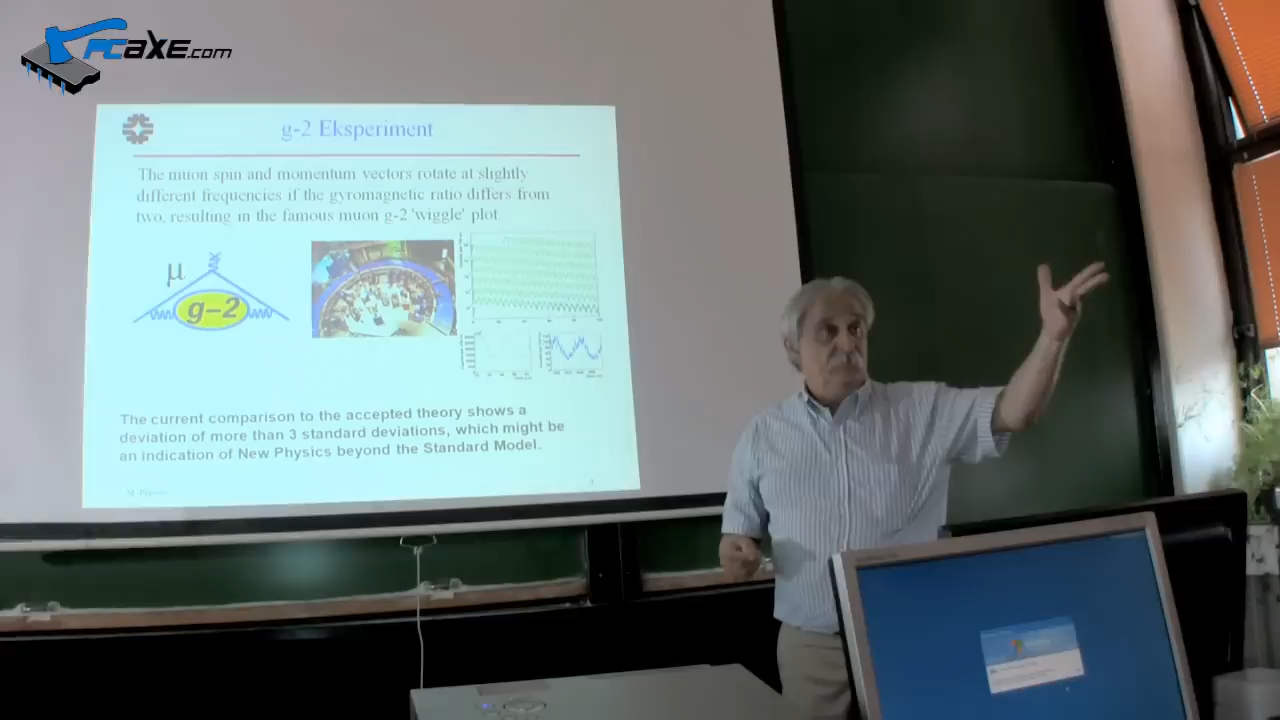 PCAXE.com
g-2 Eksperiment
The muon spin and momentum vectors rotate at slightly
different frequencies if the gyromagnetic ratio differs from
two, resulting in the famous muon g-2 'wiggle' plot
μ
g-2
The current comparison to the accepted theory shows a
deviation of more than 3 standard deviations, which might be
an indication of New Physics beyond the Standard Model.